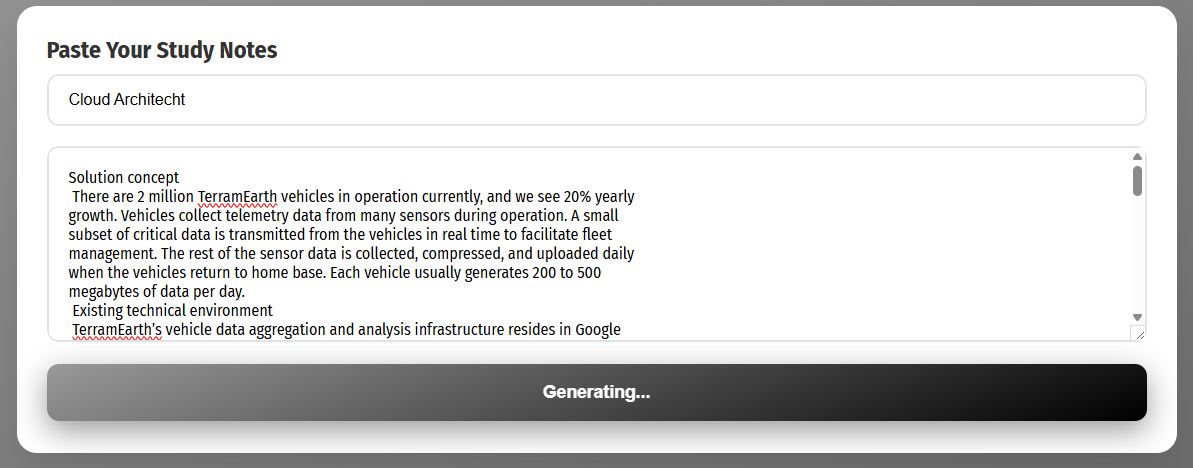 Paste Your Study Notes
Cloud Architecht
Solution concept
There are 2 million TerramEarth vehicles in operation currently, and we see 20% yearly
growth. Vehicles collect telemetry data from many sensors during operation. A small
subset of critical data is transmitted from the vehicles in real time to facilitate fleet
management. The rest of the sensor data is collected, compressed, and uploaded daily
when the vehicles return to home base. Each vehicle usually generates 200 to 500
megabytes of data per day.
Existing technical environment
TerramEarth's vehicle data aggregation and analysis infrastructure resides in Google
Generating...